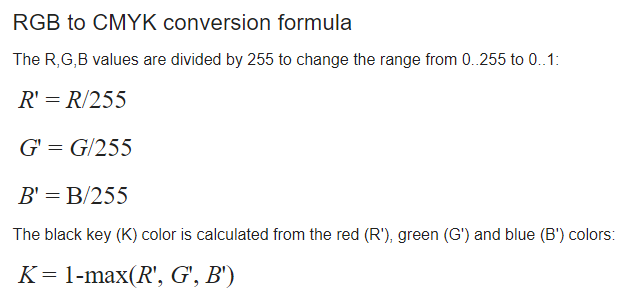 RGB to CMYK conversion formula
The R,G,B values are divided by 255 to change the range from 0..255 to 0..1:
R' = R/255
G' = G/255
B' = B/255
The black key (K) color is calculated from the red (R'), green (G') and blue (B') colors:
K = 1-max(R', G', B')